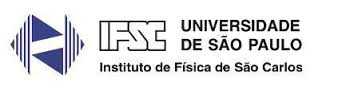 IFSC
UNIVERSIDADE
DE SÃO PAULO
Instituto de Física de São Carlos